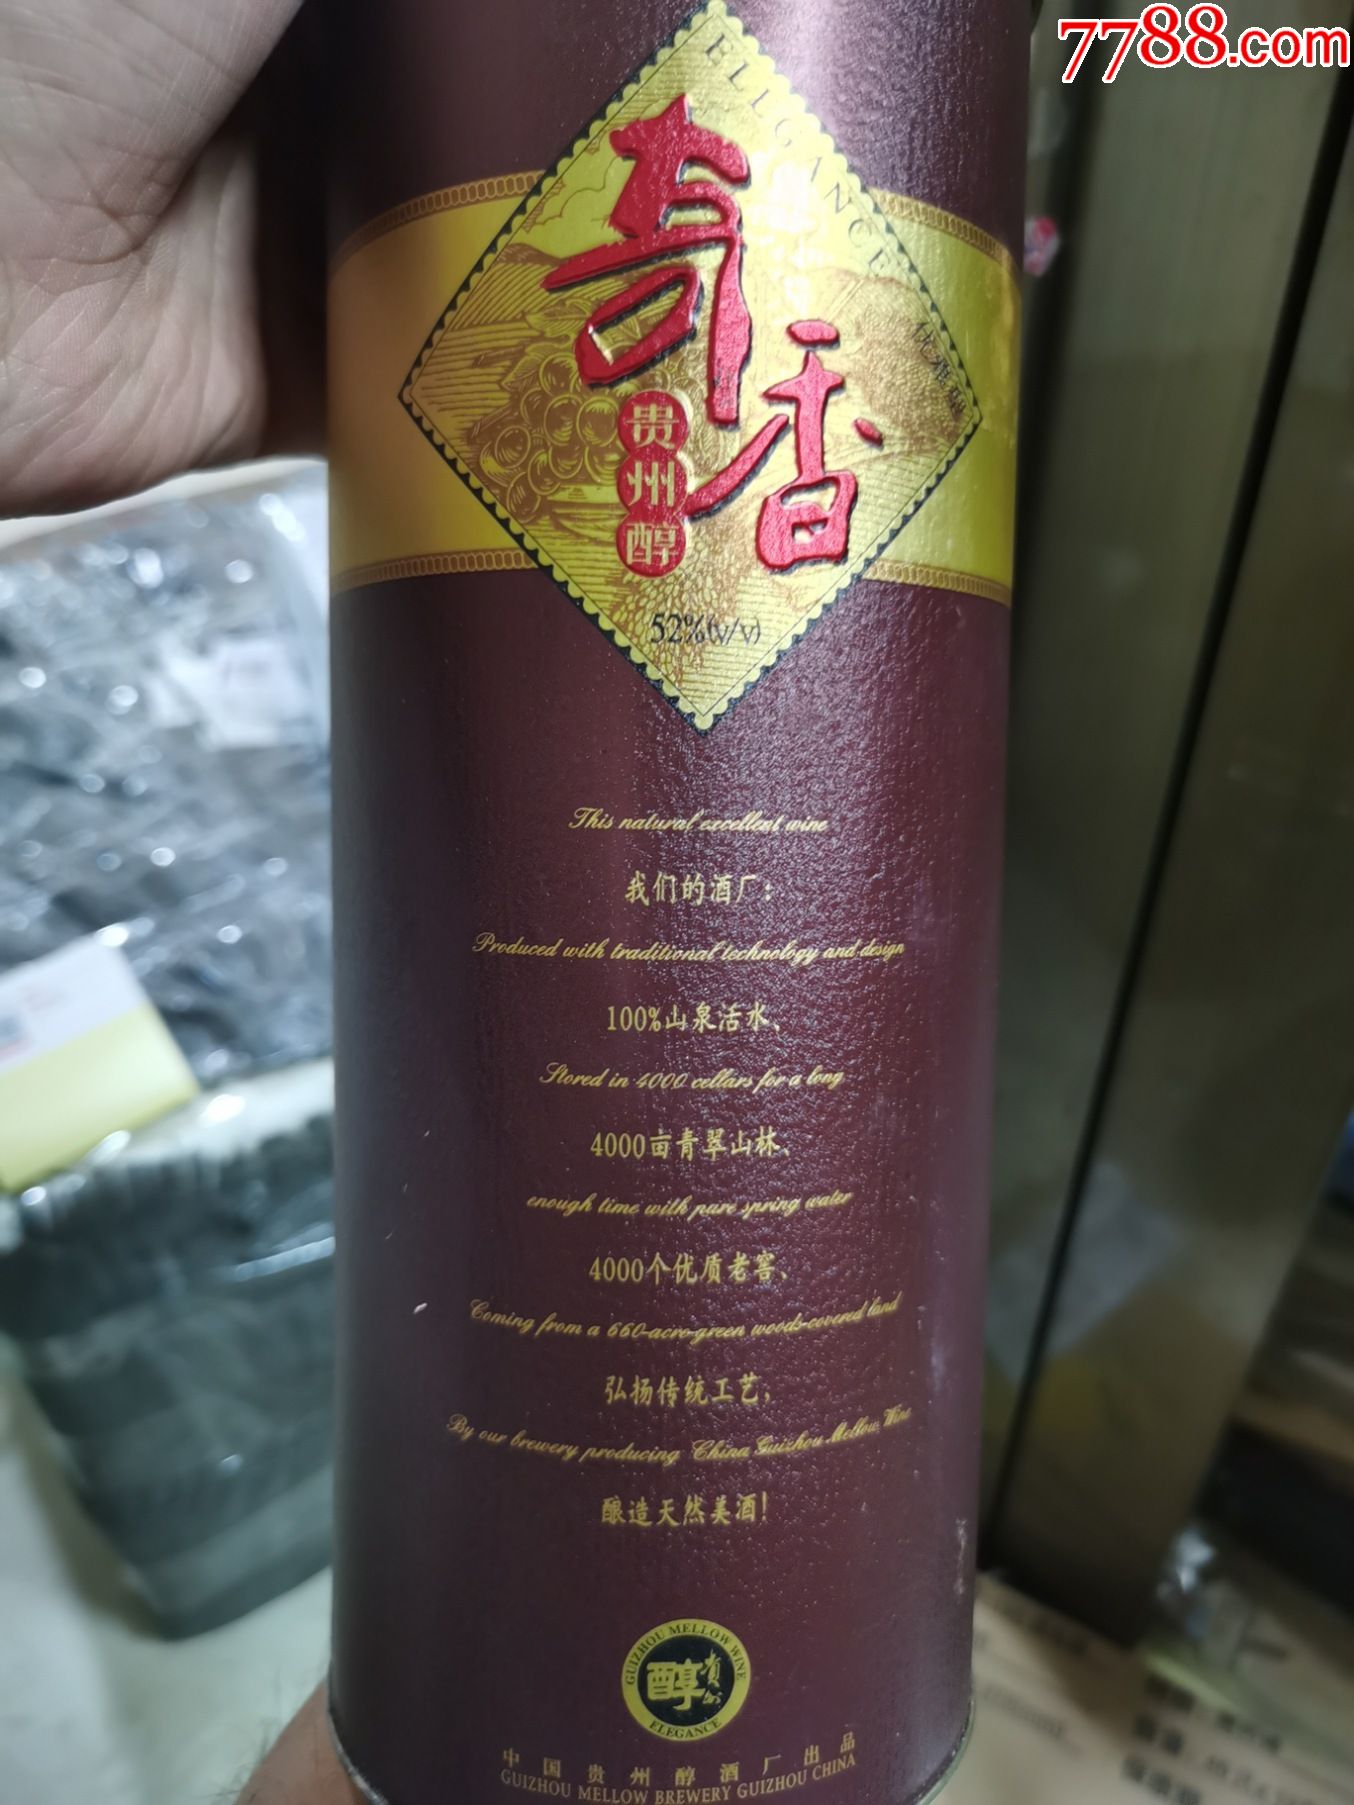 7788.com
ELLGANCE
奇香
贵州醇
52%(v/v)
This natural excellent wine
我们的酒厂：
Produced with traditional technology and design
100%山泉活水、
Stored in 4000 cellars for a long
4000亩青翠山林、
enough time with pure spring water
4000个优质老窖、
Coming from a 660-acro-green woods-covered land
弘扬传统工艺，
By our brewery producing China Guizhou Mellow Wine
酿造天然美酒！
GUIZHOU MELLOW WINE
贵州
醇
ELEGANCE
中国贵州醇酒厂出品
GUIZHOU MELLOW BREWERY GUIZHOU CHINA